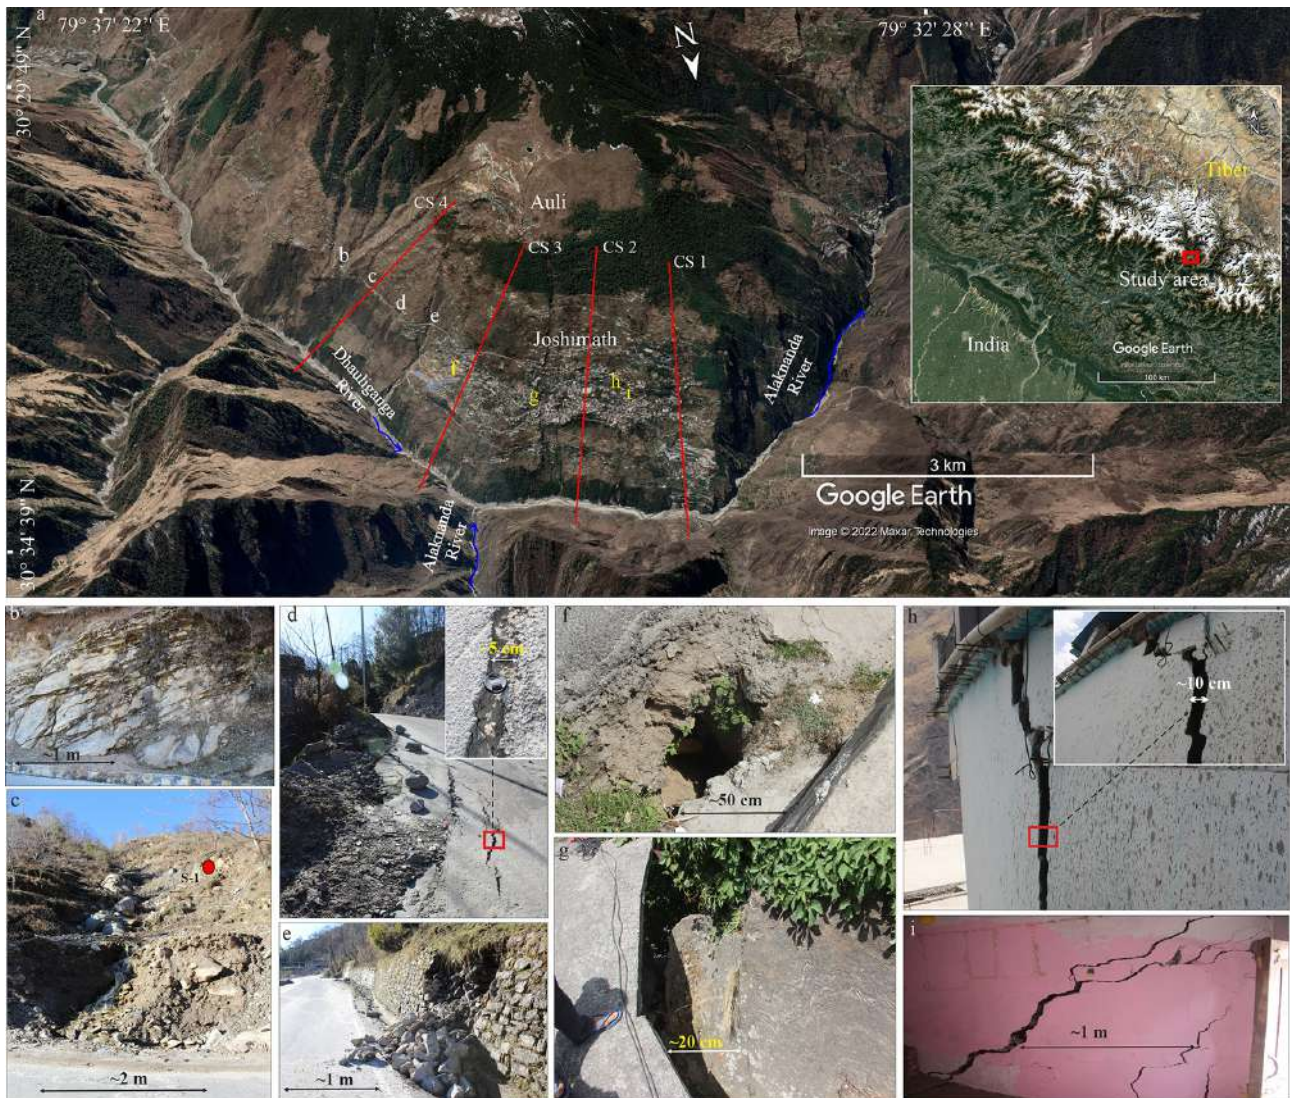 a
79 37' 22'' E
79 32' 28'' E
30 29' 49'' N
N
CS 4
Auli
CS 3
CS 2
CS 1
b
c
d
e
f
g
h
i
Joshimath
Dhauliganga
River
Alaknanda
River
Alaknanda
River
30 34' 39'' N
3 km
Google Earth
Image © 2022 Maxar Technologies
N
Tibet
Study area
India
Google Earth
100 km
b
~1 m
c
S.1
~2 m
d
~5 cm
e
~1 m
f
~50 cm
g
~20 cm
h
~10 cm
i
~1 m